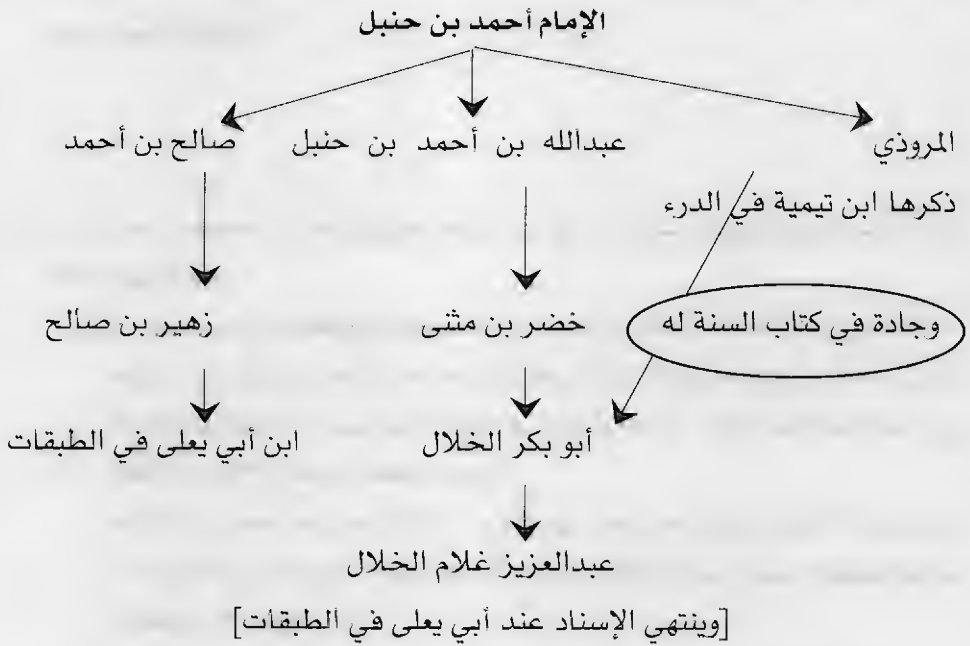 الإمام أحمد بن حنبل
المروذي عبدالله بن أحمد بن حنبل صالح بن أحمد
ذكرها ابن تيمية في الدرء
وجادة في كتاب السنة له خضر بن مثنى زهير بن صالح
أبو بكر الخلال ابن أبي يعلى في الطبقات
عبدالعزيز غلام الخلال
[وينتهي الإسناد عند أبي يعلى في الطبقات]